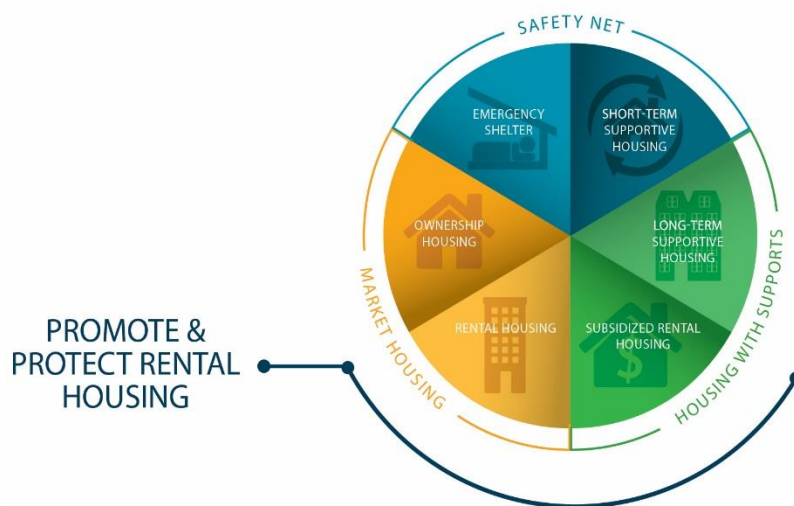 SAFETY NET
EMERGENCY
SHELTER
SHORT-TERM
SUPPORTIVE
HOUSING
OWNERSHIP
HOUSING
LONG-TERM
SUPPORTIVE
HOUSING
RENTAL HOUSING
SUBSIDIZED RENTAL
HOUSING
$
MARKET HOUSING
HOUSING WITH SUPPORTS
PROMOTE &
PROTECT RENTAL
HOUSING